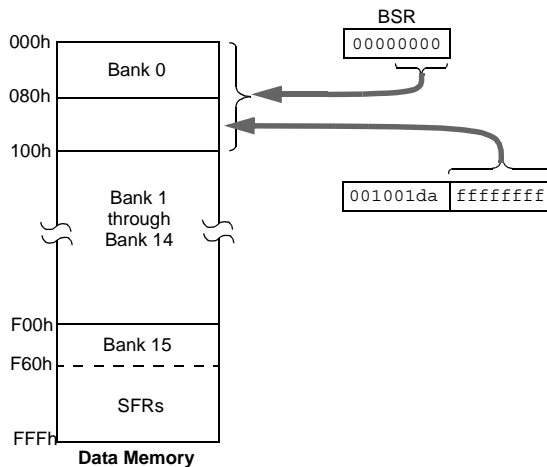 BSR
00000000
000h
Bank 0
080h
100h
001001da ffffffff
Bank 1
through
Bank 14
F00h
Bank 15
F60h
SFRs
FFFh
Data Memory